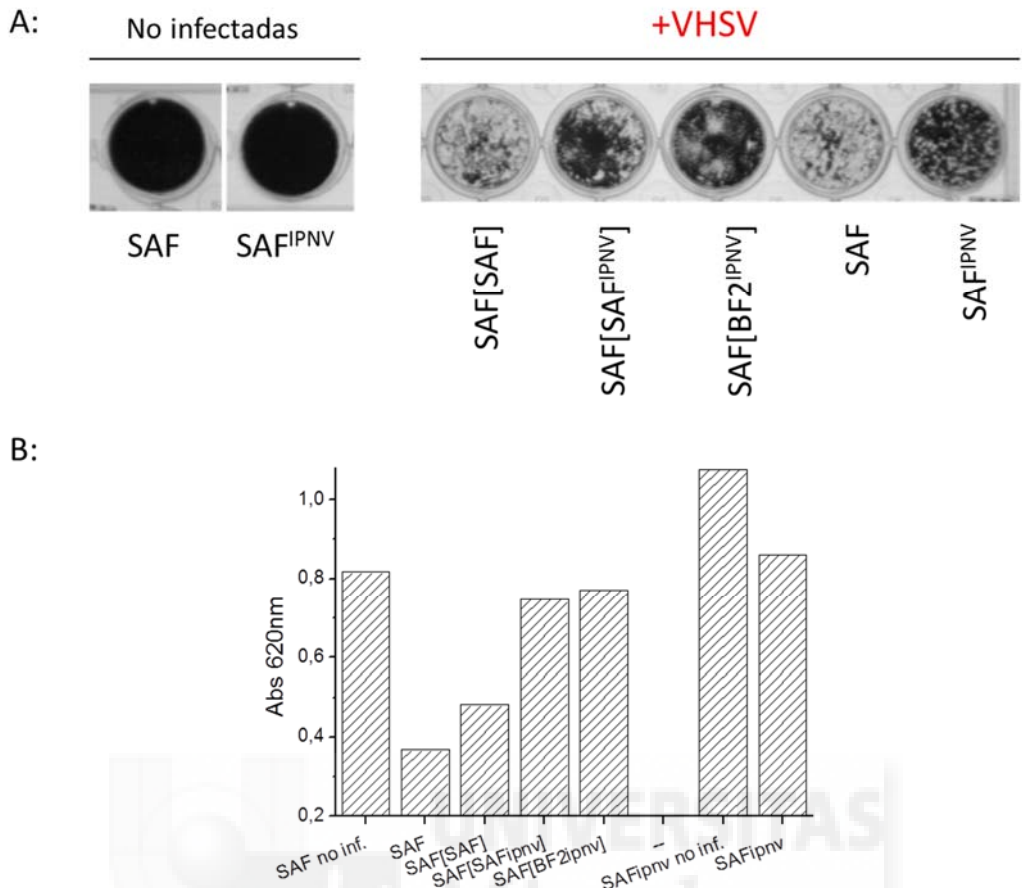 A:
No infectadas
+VHSV
SAF
SAF^IPNV
SAF[SAF]
SAF[SAF^IPNV]
SAF[BF2^IPNV]
SAF
SAF^IPNV
B:
Abs 620nm
1,0
0,8
0,6
0,4
0,2
SAF no inf.
SAF
SAF[SAF]
SAF[SAFipnv]
SAF[BF2ipnv]
--
SAFipnv no inf.
SAFipnv
UNIVERSITAS